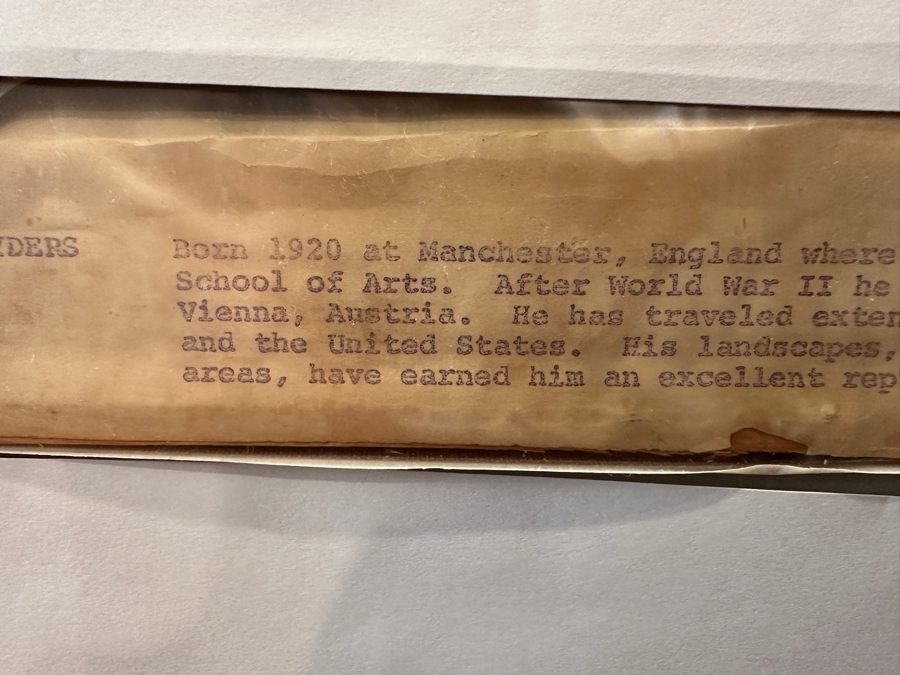 YDERS Born 1920 at Manchester, England where
School of Arts. After World War II he
Vienna, Austria. He has traveled exten
and the United States. His landscapes,
areas, have earned him an excellent rep